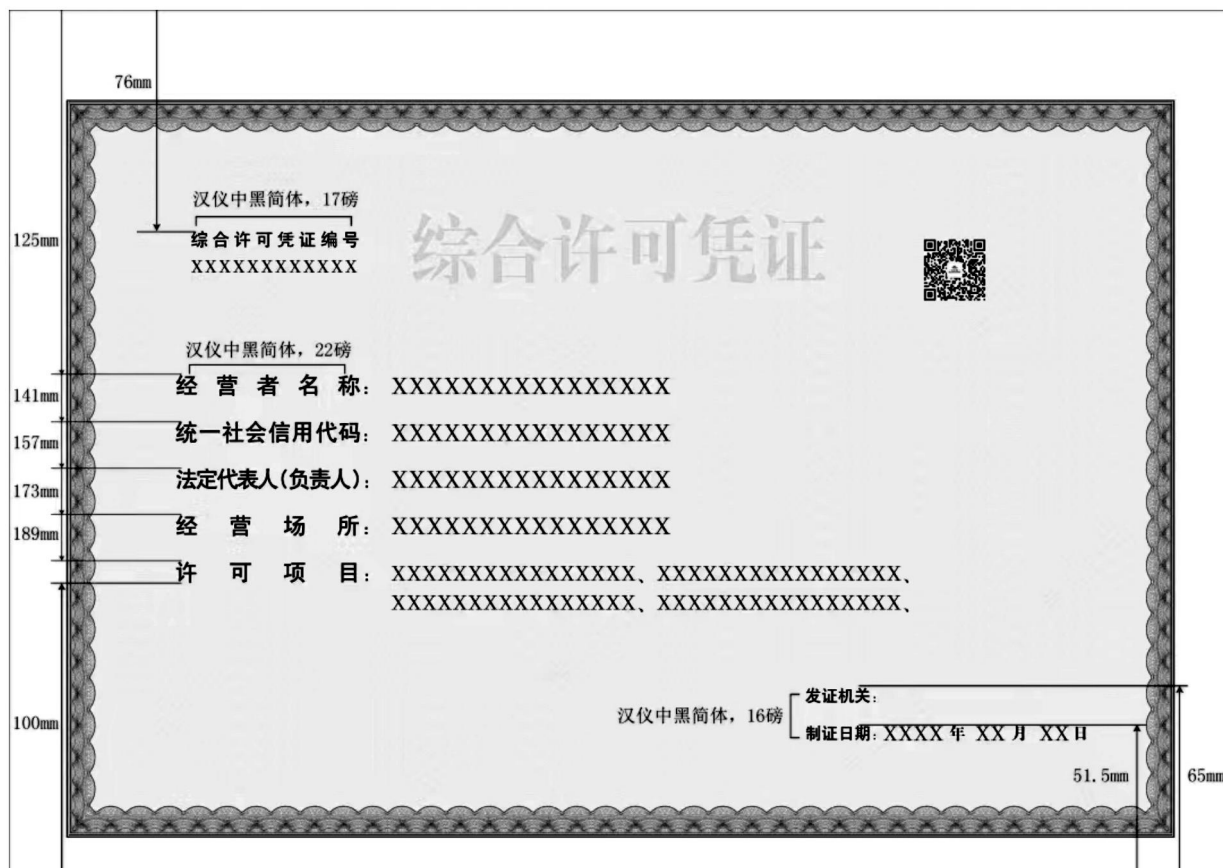 76mm
汉仪中黑简体，17磅
125mm
综合许可凭证编号
XXXXXXXXXXXX
综合许可凭证
汉仪中黑简体，22磅
经营者名称：XXXXXXXXXXXXXXXX
141mm
统一社会信用代码：XXXXXXXXXXXXXXXX
157mm
法定代表人(负责人)：XXXXXXXXXXXXXXXX
173mm
经营场所：XXXXXXXXXXXXXXXX
189mm
许可项目：XXXXXXXXXXXXXXXX、XXXXXXXXXXXXXXXX、
XXXXXXXXXXXXXXXX、XXXXXXXXXXXXXXXX、
发证机关：
汉仪中黑简体，16磅
100mm
制证日期：XXXX 年 XX 月 XX 日
51.5mm
65mm